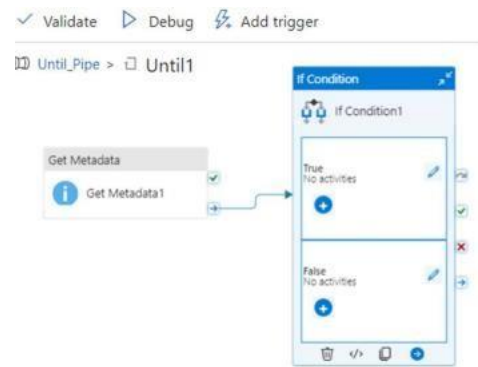 Validate Debug Add trigger
Until_Pipe > Until1
If Condition
If Condition1
Get Metadata
Get Metadata1
True
No activities
False
No activities